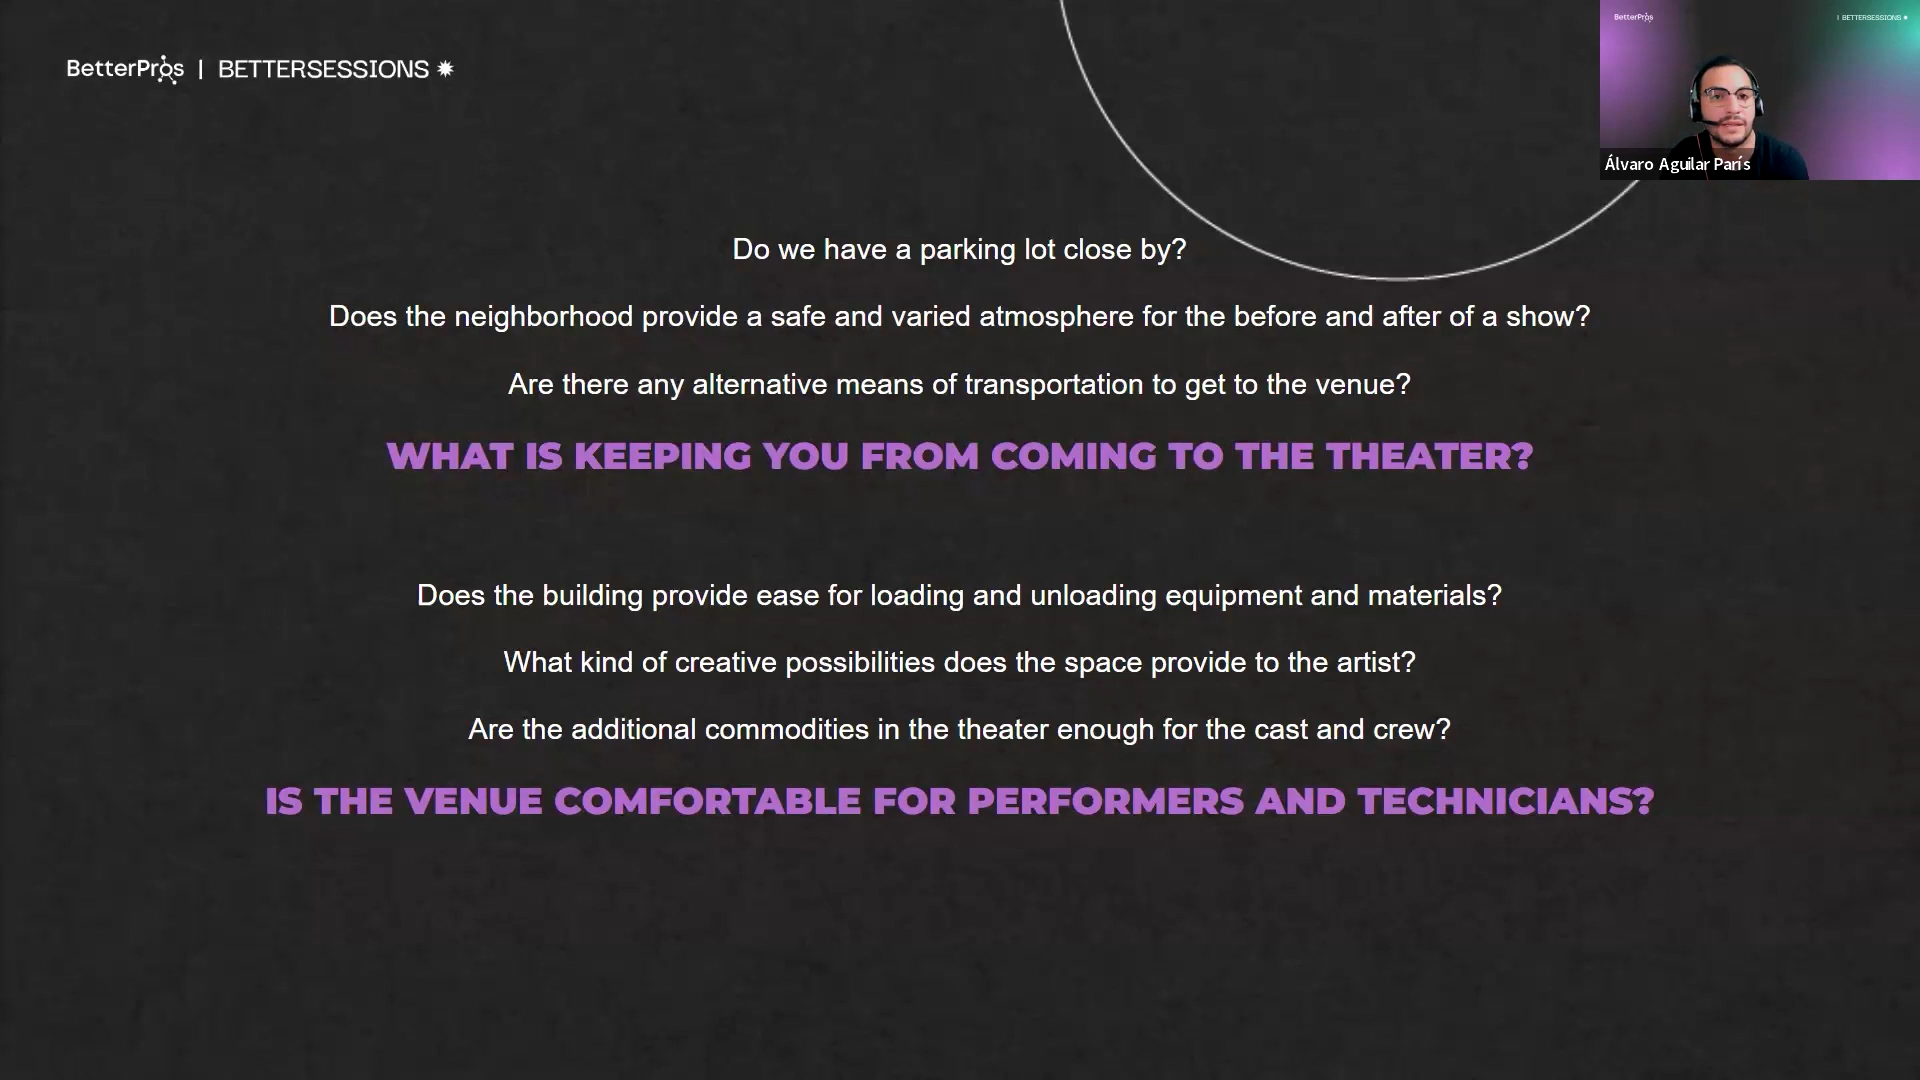 BetterPros | BETTERSESSIONS
BetterPros | BETTERSESSIONS
Álvaro Aguilar París
Do we have a parking lot close by?
Does the neighborhood provide a safe and varied atmosphere for the before and after of a show?
Are there any alternative means of transportation to get to the venue?
WHAT IS KEEPING YOU FROM COMING TO THE THEATER?
Does the building provide ease for loading and unloading equipment and materials?
What kind of creative possibilities does the space provide to the artist?
Are the additional commodities in the theater enough for the cast and crew?
IS THE VENUE COMFORTABLE FOR PERFORMERS AND TECHNICIANS?